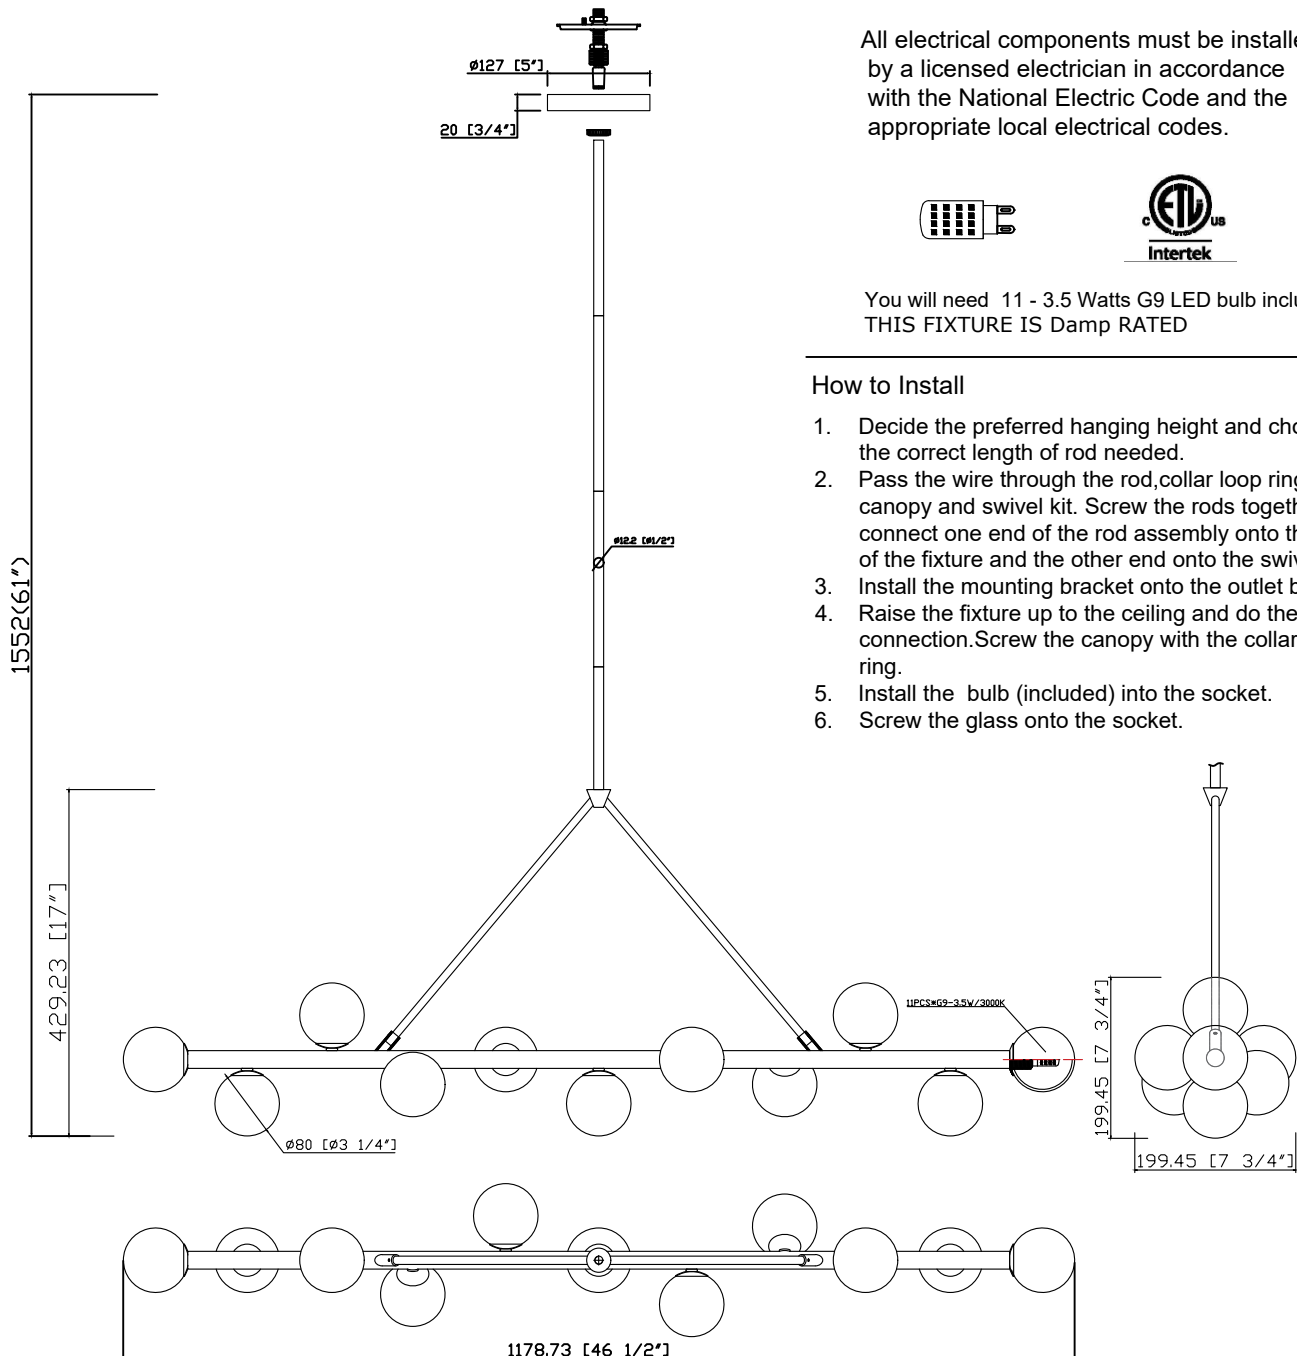 All electrical components must be installe
by a licensed electrician in accordance
with the National Electric Code and the
appropriate local electrical codes.
ø127 [5"]
20 [3/4"]
C ETL US
LISTED
Intertek
You will need 11 - 3.5 Watts G9 LED bulb inclu
THIS FIXTURE IS Damp RATED
How to Install
1. Decide the preferred hanging height and cho
the correct length of rod needed.
2. Pass the wire through the rod,collar loop ring
canopy and swivel kit. Screw the rods togeth
connect one end of the rod assembly onto th
of the fixture and the other end onto the swiv
3. Install the mounting bracket onto the outlet b
4. Raise the fixture up to the ceiling and do the
connection.Screw the canopy with the collar
ring.
5. Install the bulb (included) into the socket.
6. Screw the glass onto the socket.
ø12.2 [ø1/2"]
1552(61")
429.23 [17"]
11PCS*G9-3.5W/3000K
ø80 [ø3 1/4"]
199.45 [7 3/4"]
199.45 [7 3/4"]
1178.73 [46 1/2"]